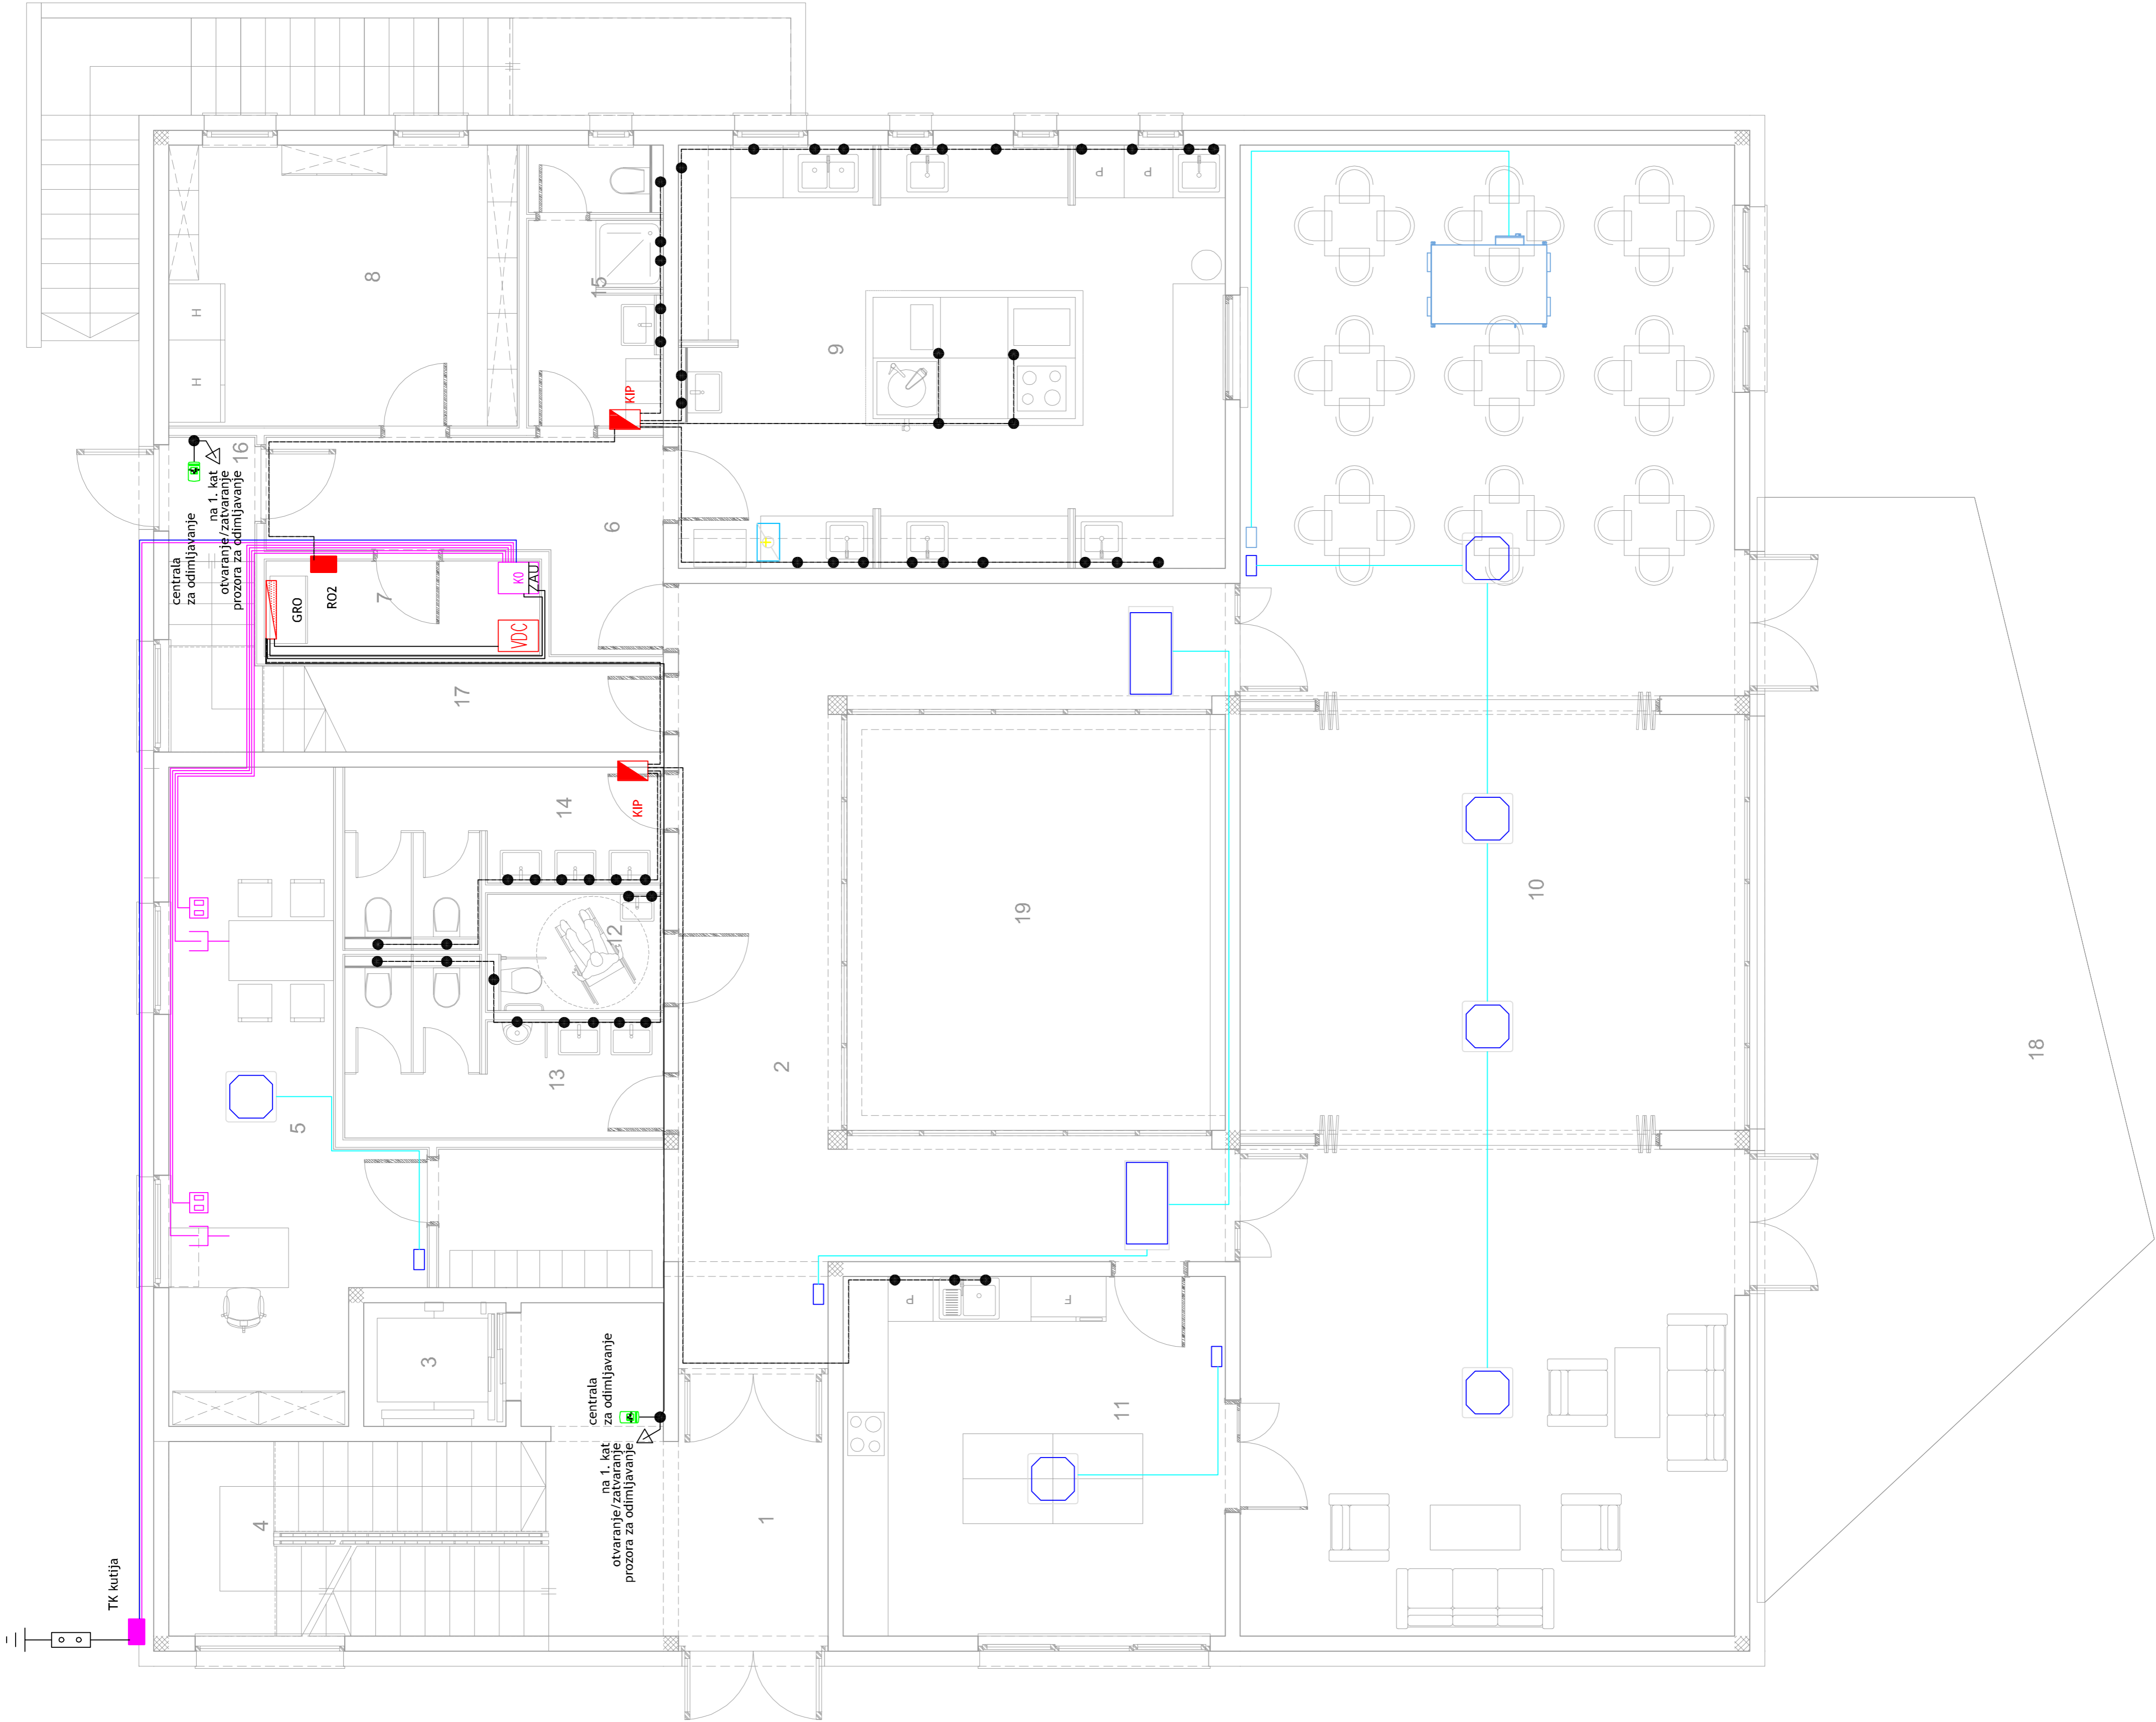 8
H
H
15
KIP
16
centrala
za odimljavanje
na 1. kat
otvaranje/zatvaranje
prozora za odimljavanje
6
GRO
RO2
7
KO
ZAU
VDC
17
9
P
P
14
KIP
12
13
5
2
19
10
18
3
centrala
za odimljavanje
na 1. kat
otvaranje/zatvaranje
prozora za odimljavanje
P
F
11
4
1
TK kutija